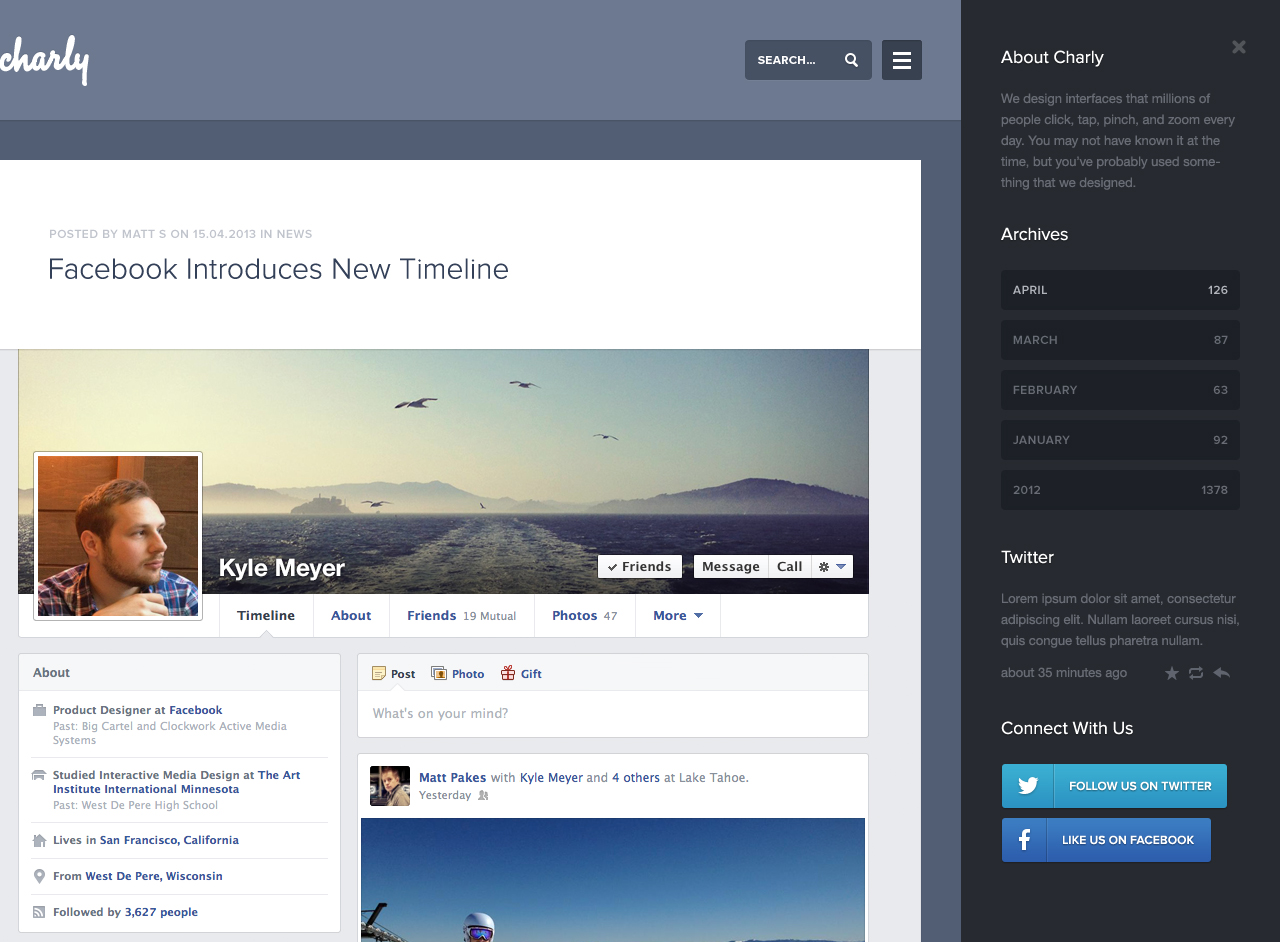 charly
SEARCH...
POSTED BY MATT S ON 15.04.2013 IN NEWS
Facebook Introduces New Timeline
Kyle Meyer
Friends
Message
Call
Timeline
About
Friends 19 Mutual
Photos 47
More
About
Product Designer at Facebook
Past: Big Cartel and Clockwork Active Media
Systems
Studied Interactive Media Design at The Art
Institute International Minnesota
Past: West De Pere High School
Lives in San Francisco, California
From West De Pere, Wisconsin
Followed by 3,627 people
Post
Photo
Gift
What's on your mind?
Matt Pakes with Kyle Meyer and 4 others at Lake Tahoe.
Yesterday
About Charly
We design interfaces that millions of
people click, tap, pinch, and zoom every
day. You may not have known it at the
time, but you've probably used some-
thing that we designed.
Archives
APRIL 126
MARCH 87
FEBRUARY 63
JANUARY 92
2012 1378
Twitter
Lorem ipsum dolor sit amet, consectetur
adipiscing elit. Nullam laoreet cursus nisi,
quis congue tellus pharetra nullam.
about 35 minutes ago
Connect With Us
FOLLOW US ON TWITTER
LIKE US ON FACEBOOK